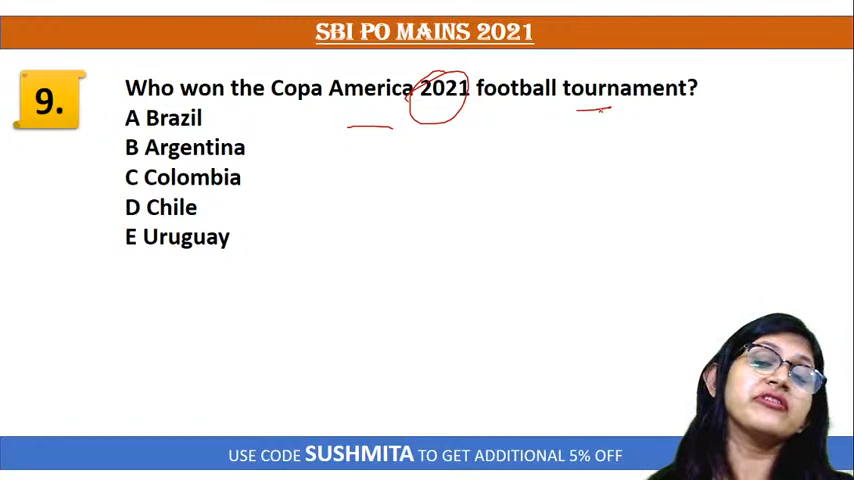 SBI PO MAINS 2021
9.
Who won the Copa America 2021 football tournament?
A Brazil
B Argentina
C Colombia
D Chile
E Uruguay
USE CODE SUSHMITA TO GET ADDITIONAL 5% OFF